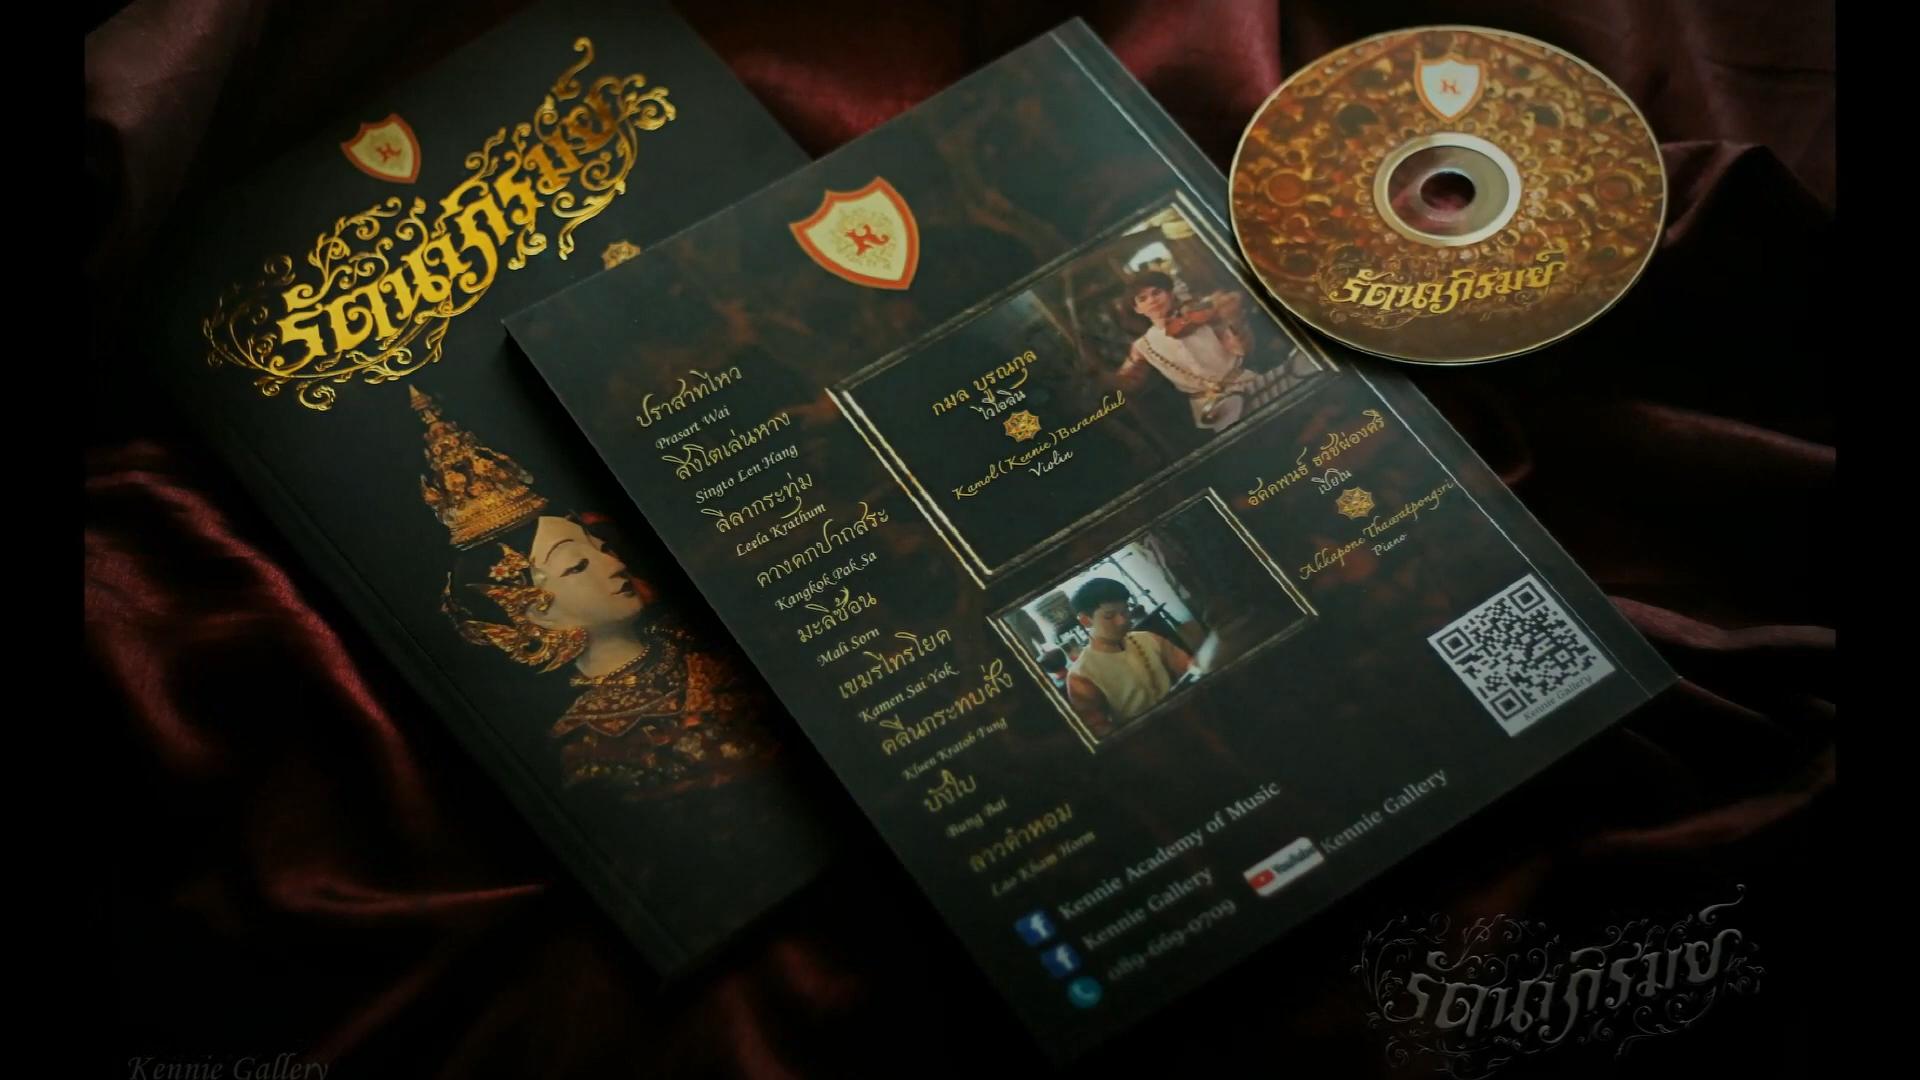 K
รัตนาภิรมย์
K
ปราสาทไหว
Prasart Wai
สิงโตเล่นหาง
Singto Len Hang
ลีลากระทุ่ม
Leela Krathum
คางคกปากสระ
Kangkok Pak Sa
มะลิซ้อน
Mali Sorn
เขมรไทรโยค
Kamen Sai Yok
คลื่นกระทบฝั่ง
Kluen Kratob Fung
บังใบ
Bung Bai
ลาวคำหอม
Lao Kham Horm
กมล บูรณกุล
ไวโอลิน
Kamol (Kennie) Buranakul
Violin
อัคคพนธ์ ธวัชผ่องศรี
เปียโน
Akkapone Thawatpongsri
Piano
Kennie Gallery
Kennie Academy of Music
Kennie Gallery
089-669-0709
YouTube Kennie Gallery
K
รัตนาภิรมย์
รัตนาภิรมย์
Kennie Gallery